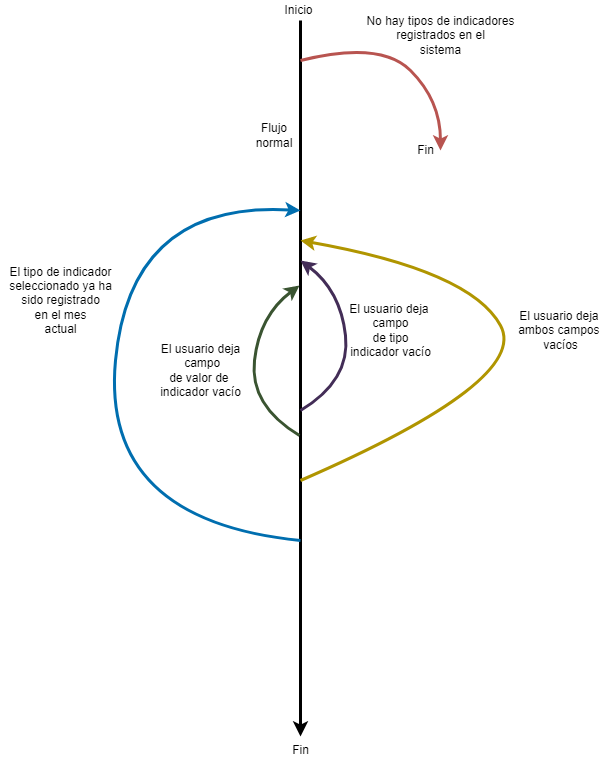 Inicio
No hay tipos de indicadores
registrados en el
sistema
Flujo
normal
Fin
El tipo de indicador
seleccionado ya ha
sido registrado
en el mes
actual
El usuario deja
campo
de tipo
indicador vacío
El usuario deja
ambos campos
vacíos
El usuario deja
campo
de valor de
indicador vacío
Fin